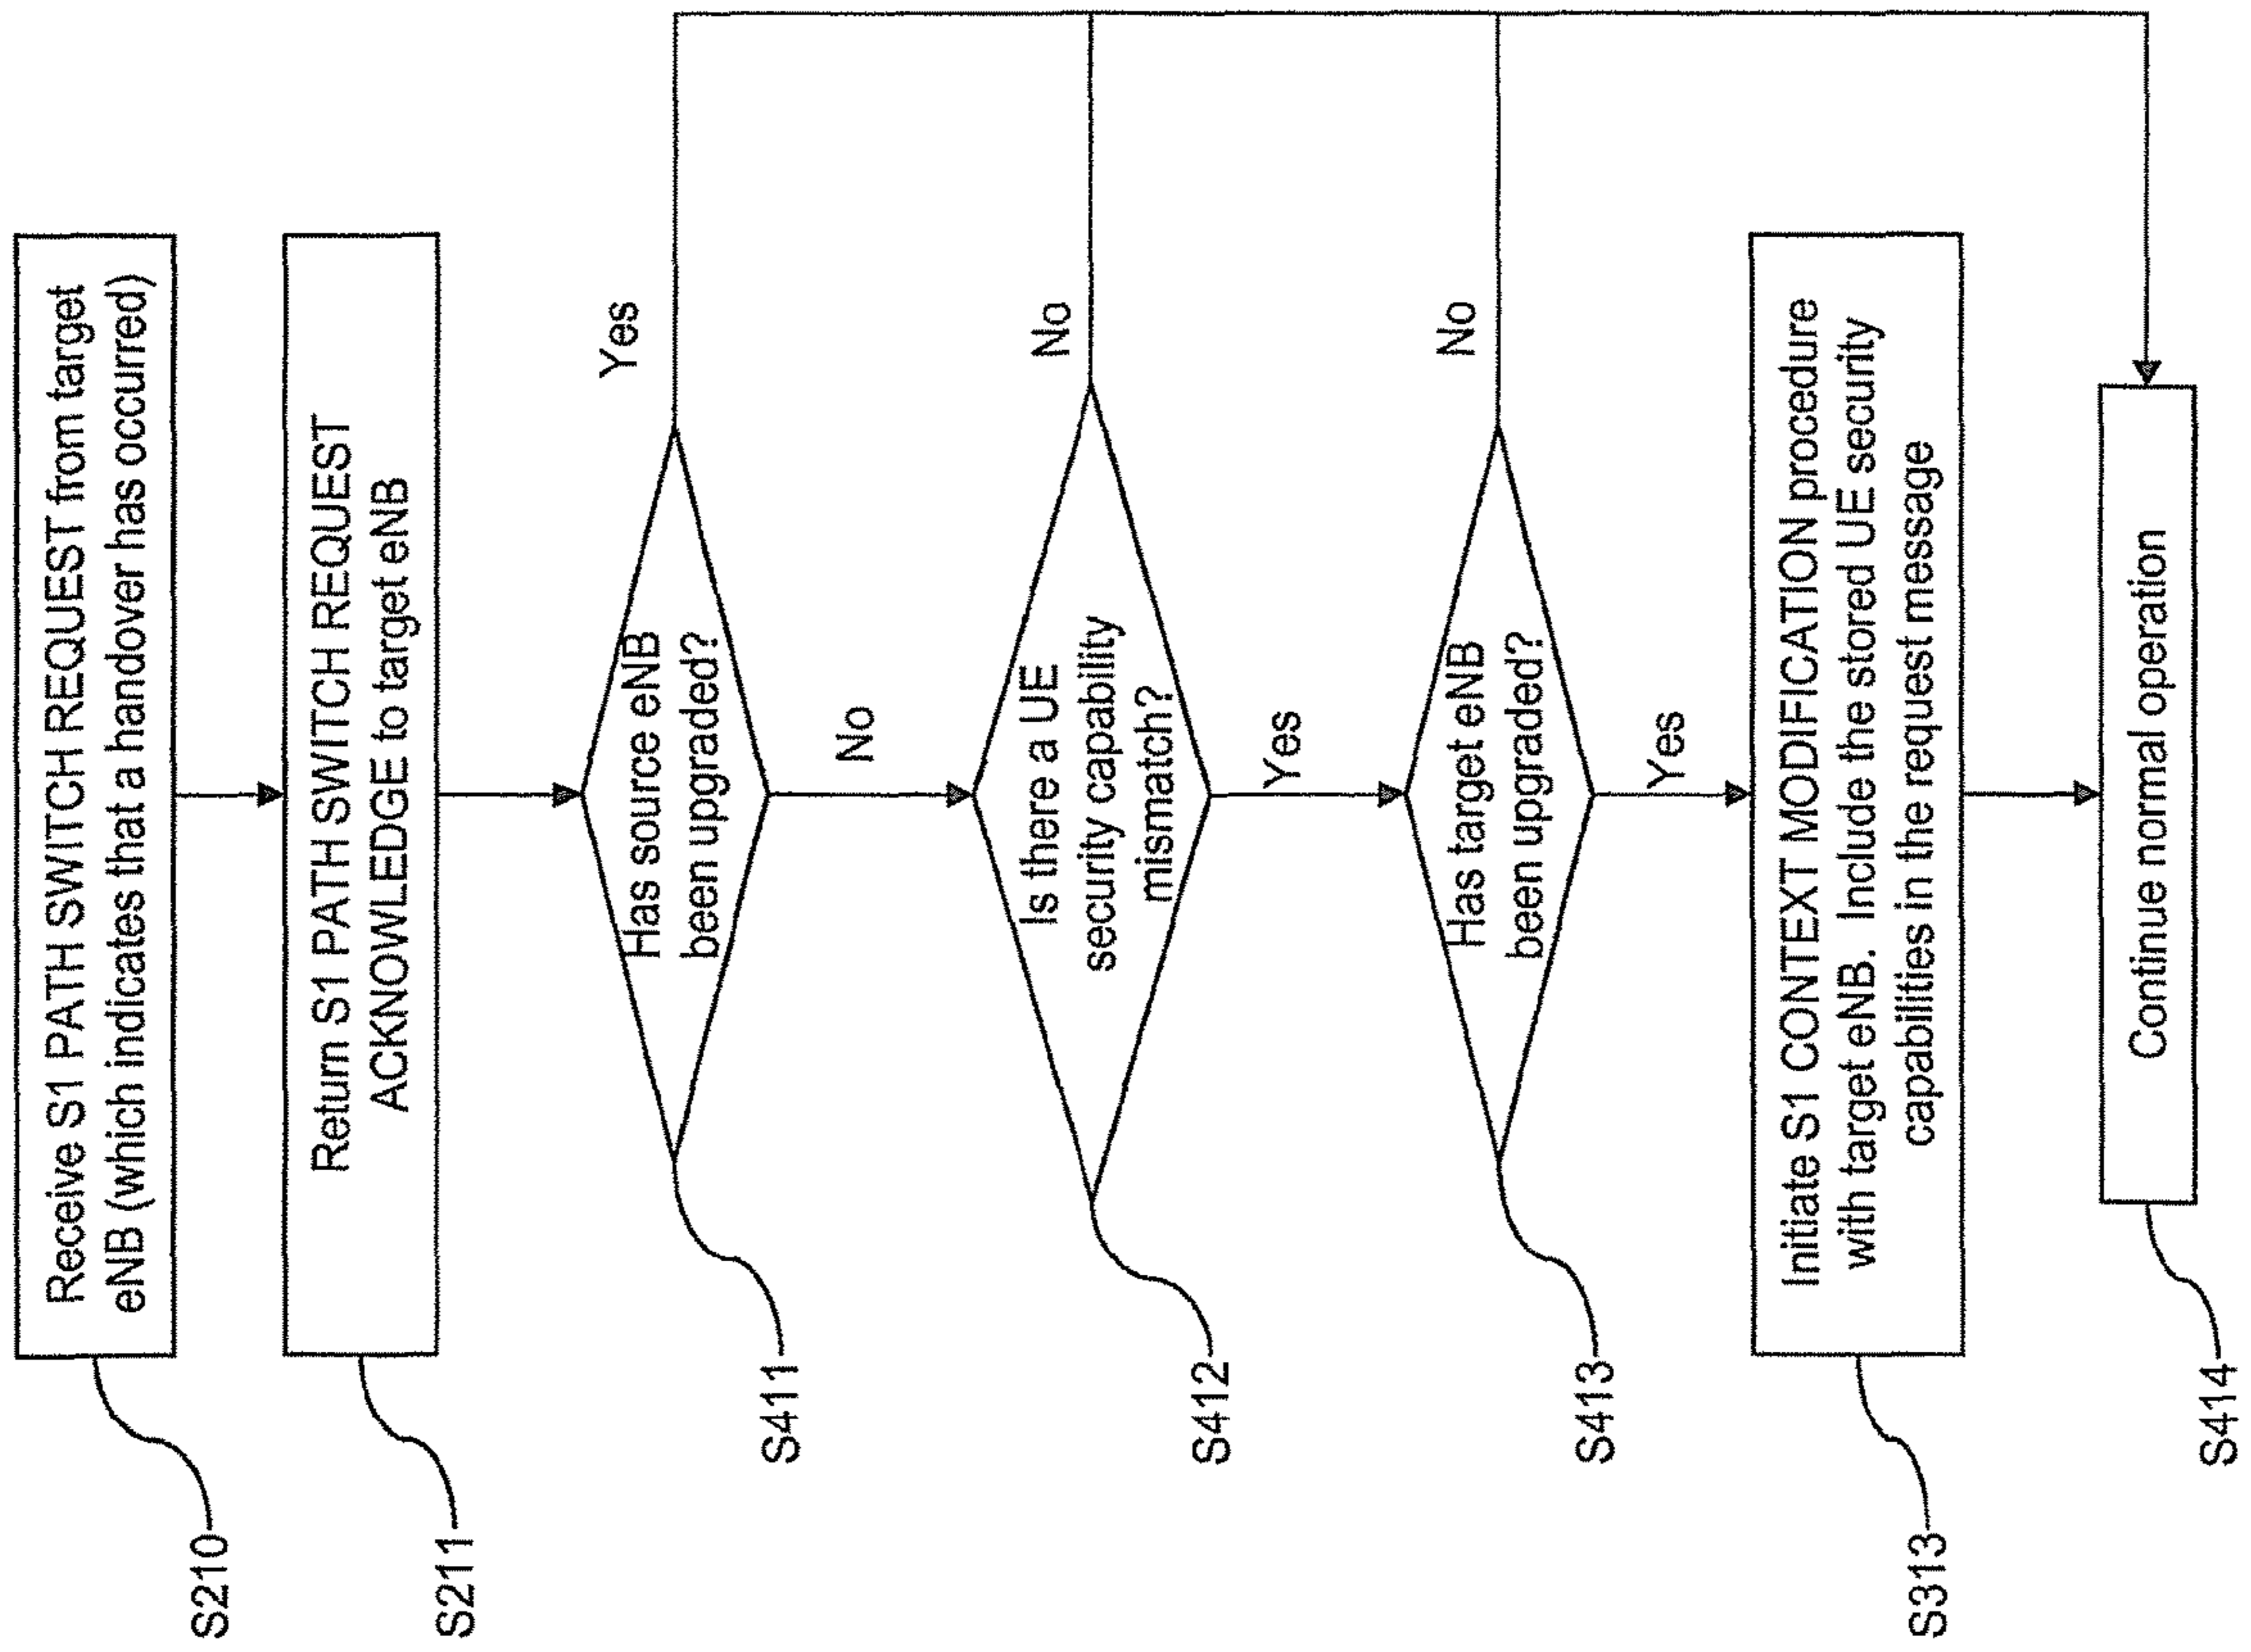 Receive S1 PATH SWITCH REQUEST from target
eNB (which indicates that a handover has occurred)
S210
Return S1 PATH SWITCH REQUEST
ACKNOWLEDGE to target eNB
S211
Has source eNB
been upgraded?
Yes
No
S411
Is there a UE
security capability
mismatch?
No
Yes
S412
Has target eNB
been upgraded?
No
Yes
S413
Initiate S1 CONTEXT MODIFICATION procedure
with target eNB. Include the stored UE security
capabilities in the request message
S313
Continue normal operation
S414